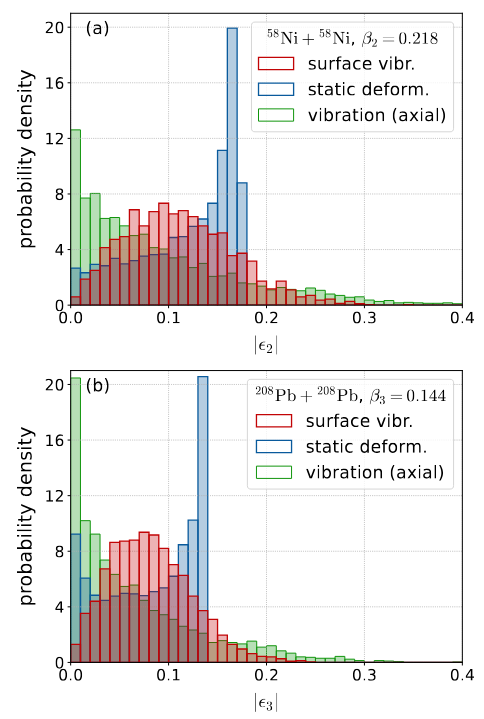 (a)
⁵⁸Ni + ⁵⁸Ni, β₂ = 0.218
surface vibr.
static deform.
vibration (axial)
probability density
20
16
12
8
4
0
0.0 0.1 0.2 0.3 0.4
|ϵ₂|
(b)
²⁰⁸Pb + ²⁰⁸Pb, β₃ = 0.144
surface vibr.
static deform.
vibration (axial)
probability density
20
16
12
8
4
0
0.0 0.1 0.2 0.3 0.4
|ϵ₃|